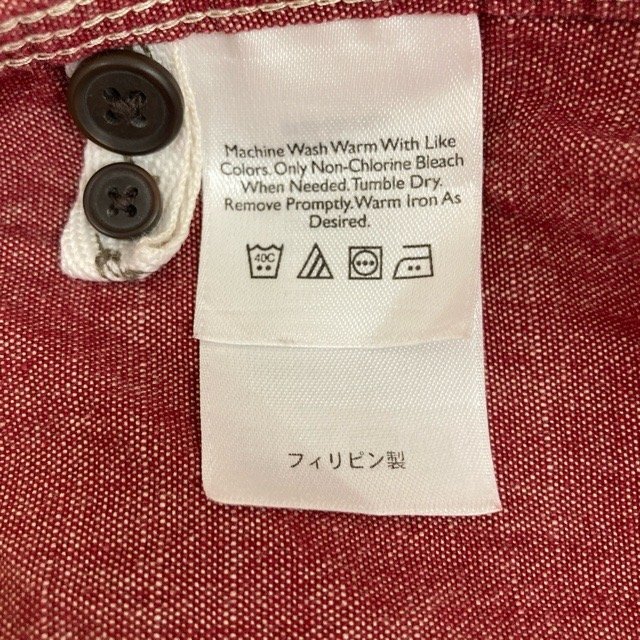 Machine Wash Warm With Like
Colors. Only Non-Chlorine Bleach
When Needed. Tumble Dry.
Remove Promptly. Warm Iron As
Desired.
40C
フィリピン製